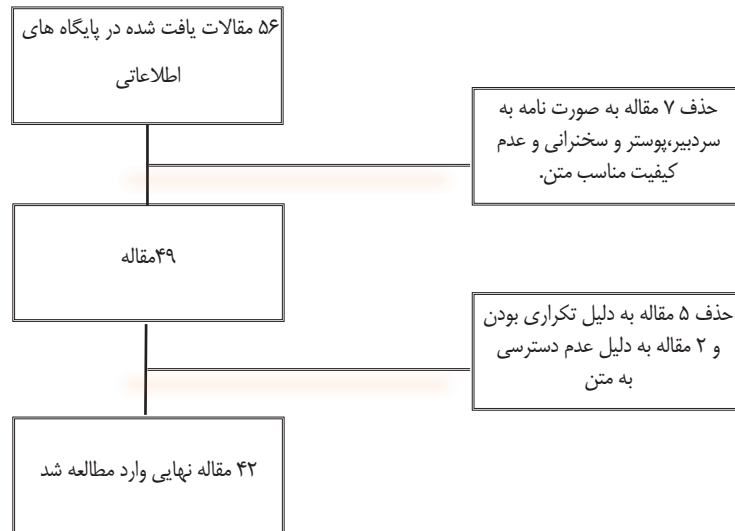 ۵۶ مقالات یافت شده در پایگاه های
اطلاعاتی
حذف ۷ مقاله به صورت نامه به
سردبیر،پوستر و سخنرانی و عدم
کیفیت مناسب متن.
۴۹مقاله
حذف ۵ مقاله به دلیل تکراری بودن
و ۲ مقاله به دلیل عدم دسترسی
به متن
۴۲ مقاله نهایی وارد مطالعه شد